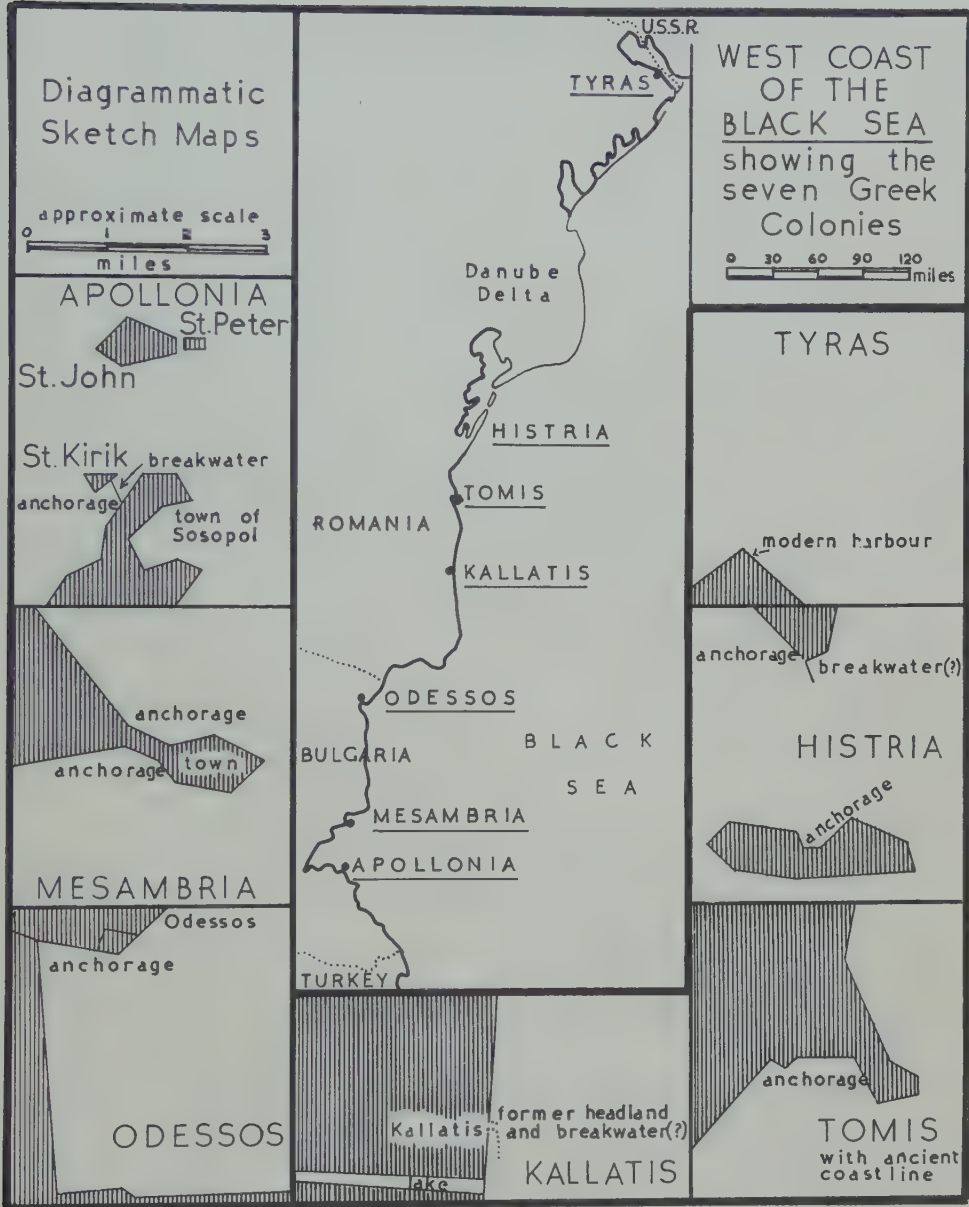 Diagrammatic
Sketch Maps
approximate scale
0 1 2 3
miles
APOLLONIA
St.Peter
St.John
St.Kirik
breakwater
anchorage
town of
Sosopol
anchorage
anchorage
town
MESAMBRIA
Odessos
anchorage
ODESSOS
U.S.S.R.
TYRAS
Danube
Delta
HISTRIA
TOMIS
ROMANIA
KALLATIS
ODESSOS
BULGARIA
BLACK
SEA
MESAMBRIA
APOLLONIA
TURKEY
Kallatis
former headland
and breakwater(?)
lake
KALLATIS
WEST COAST
OF THE
BLACK SEA
showing the
seven Greek
Colonies
0 30 60 90 120
miles
TYRAS
modern harbour
anchorage
breakwater(?)
HISTRIA
anchorage
anchorage
TOMIS
with ancient
coastline